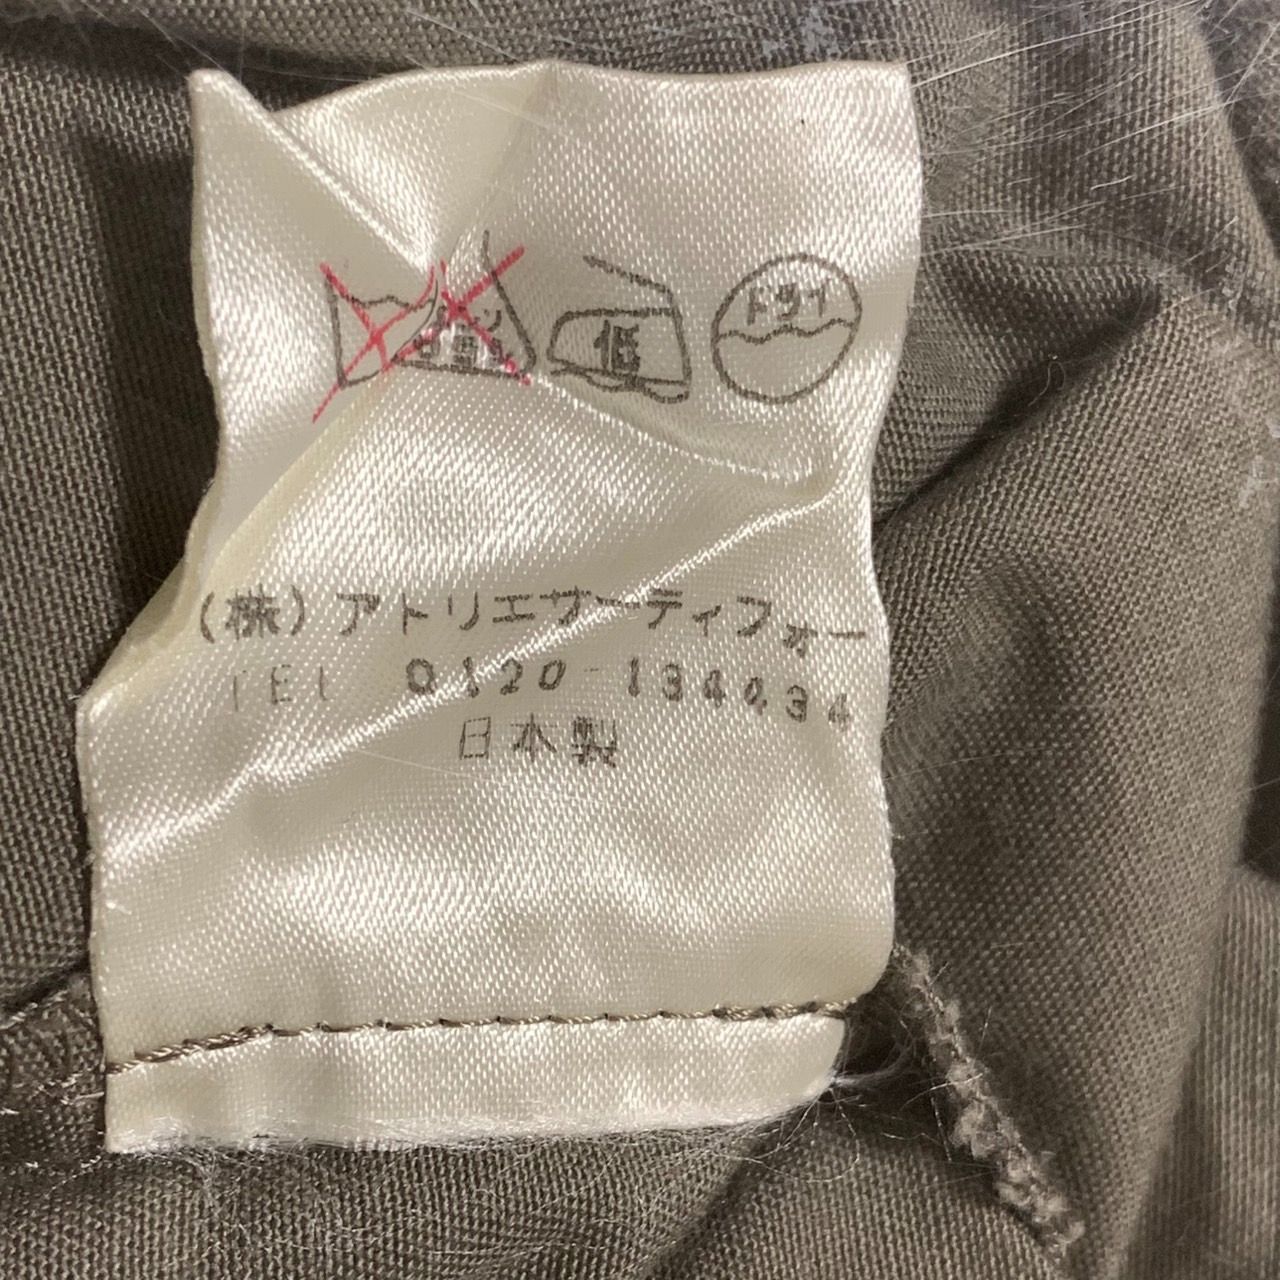 低 ドライ
(株)アトリエサーティフォー
TEL 0120-134034
日本製